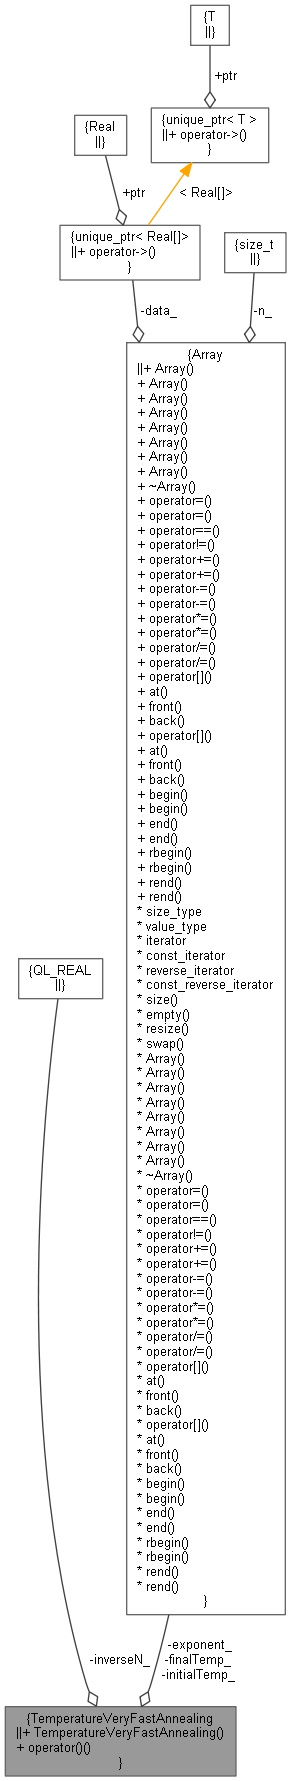 {T
||}
+ptr
{unique_ptr< T >
||+ operator->()
}
{Real
||}
+ptr
< Real[]>
{unique_ptr< Real[]>
||+ operator->()
}
{size_t
||}
-data_
-n_
{Array
||+ Array()
+ Array()
+ Array()
+ Array()
+ Array()
+ Array()
+ Array()
+ Array()
+ ~Array()
+ operator=()
+ operator=()
+ operator==()
+ operator!=()
+ operator+=()
+ operator+=()
+ operator-=()
+ operator-=()
+ operator*=()
+ operator*=()
+ operator/=()
+ operator/=()
+ operator[]()
+ at()
+ front()
+ back()
+ operator[]()
+ at()
+ front()
+ back()
+ begin()
+ begin()
+ end()
+ end()
+ rbegin()
+ rbegin()
+ rend()
+ rend()
* size_type
* value_type
* iterator
* const_iterator
* reverse_iterator
* const_reverse_iterator
* size()
* empty()
* resize()
* swap()
* Array()
* Array()
* Array()
* Array()
* Array()
* Array()
* Array()
* Array()
* ~Array()
* operator=()
* operator=()
* operator==()
* operator!=()
* operator+=()
* operator+=()
* operator-=()
* operator-=()
* operator*=()
* operator*=()
* operator/=()
* operator/=()
* operator[]()
* at()
* front()
* back()
* operator[]()
* at()
* front()
* back()
* begin()
* begin()
* end()
* end()
* rbegin()
* rbegin()
* rend()
* rend()
}
{QL_REAL
||}
-inverseN_
-exponent_
-finalTemp_
-initialTemp_
{TemperatureVeryFastAnnealing
||+ TemperatureVeryFastAnnealing()
+ operator()()
}